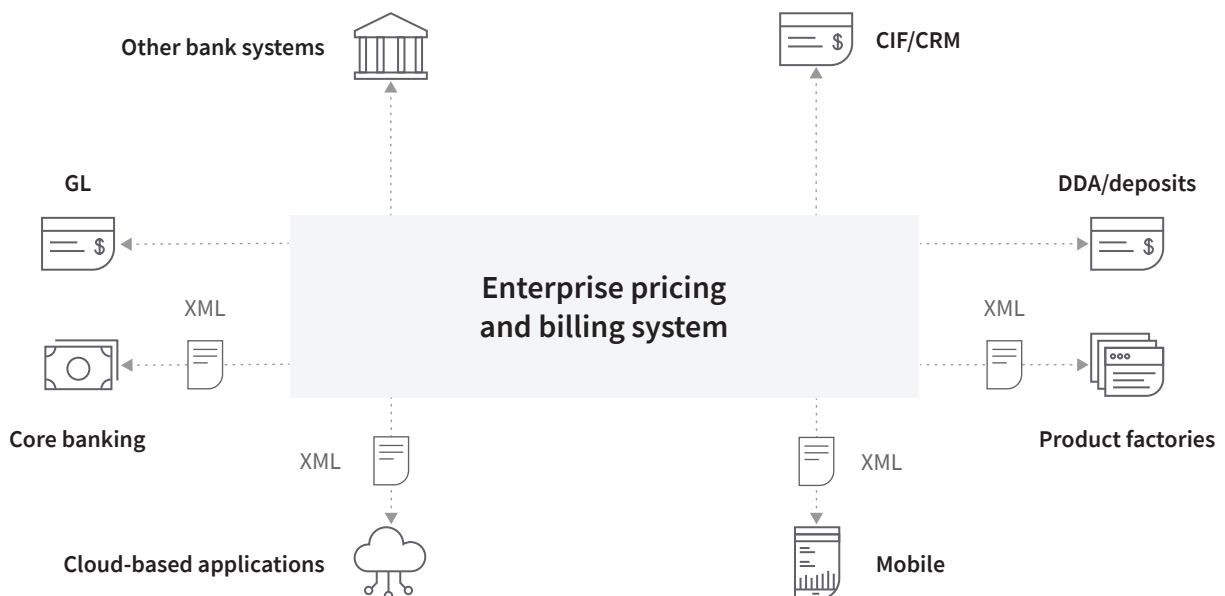 Other bank systems
CIF/CRM
$
GL
DDA/deposits
$
$
Enterprise pricing
and billing system
XML
XML
Core banking
Product factories
XML
XML
Cloud-based applications
Mobile